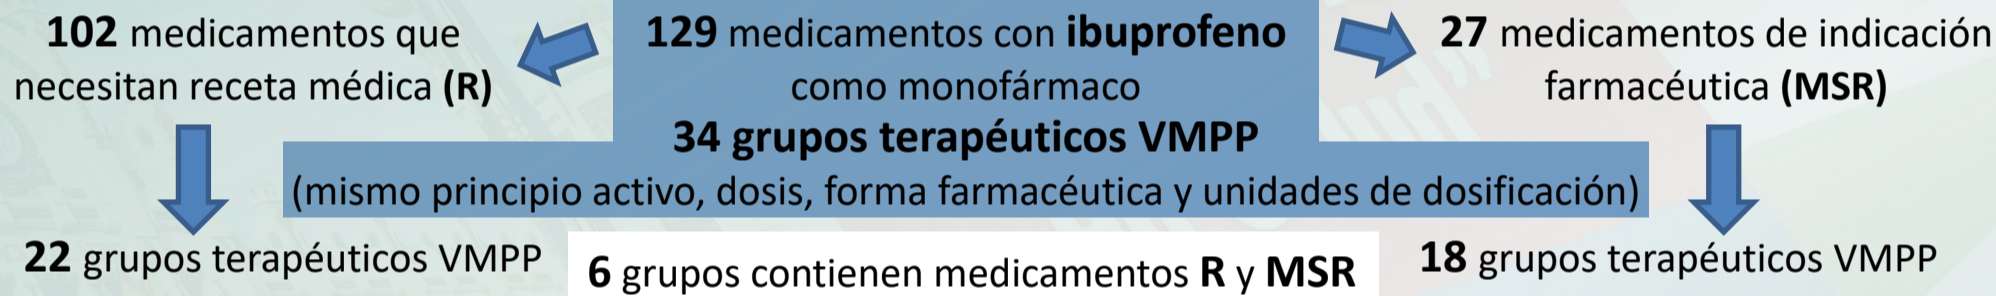 102 medicamentos que
necesitan receta médica (R)
129 medicamentos con ibuprofeno
como monofármaco
34 grupos terapéuticos VMPP
(mismo principio activo, dosis, forma farmacéutica y unidades de dosificación)
27 medicamentos de indicación
farmacéutica (MSR)
22 grupos terapéuticos VMPP
6 grupos contienen medicamentos R y MSR
18 grupos terapéuticos VMPP